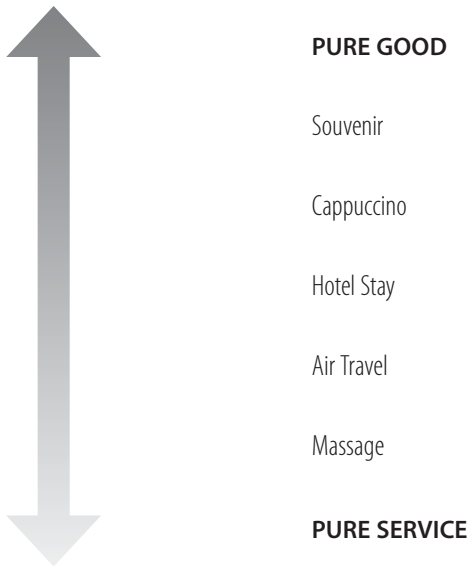 PURE GOOD
Souvenir
Cappuccino
Hotel Stay
Air Travel
Massage
PURE SERVICE